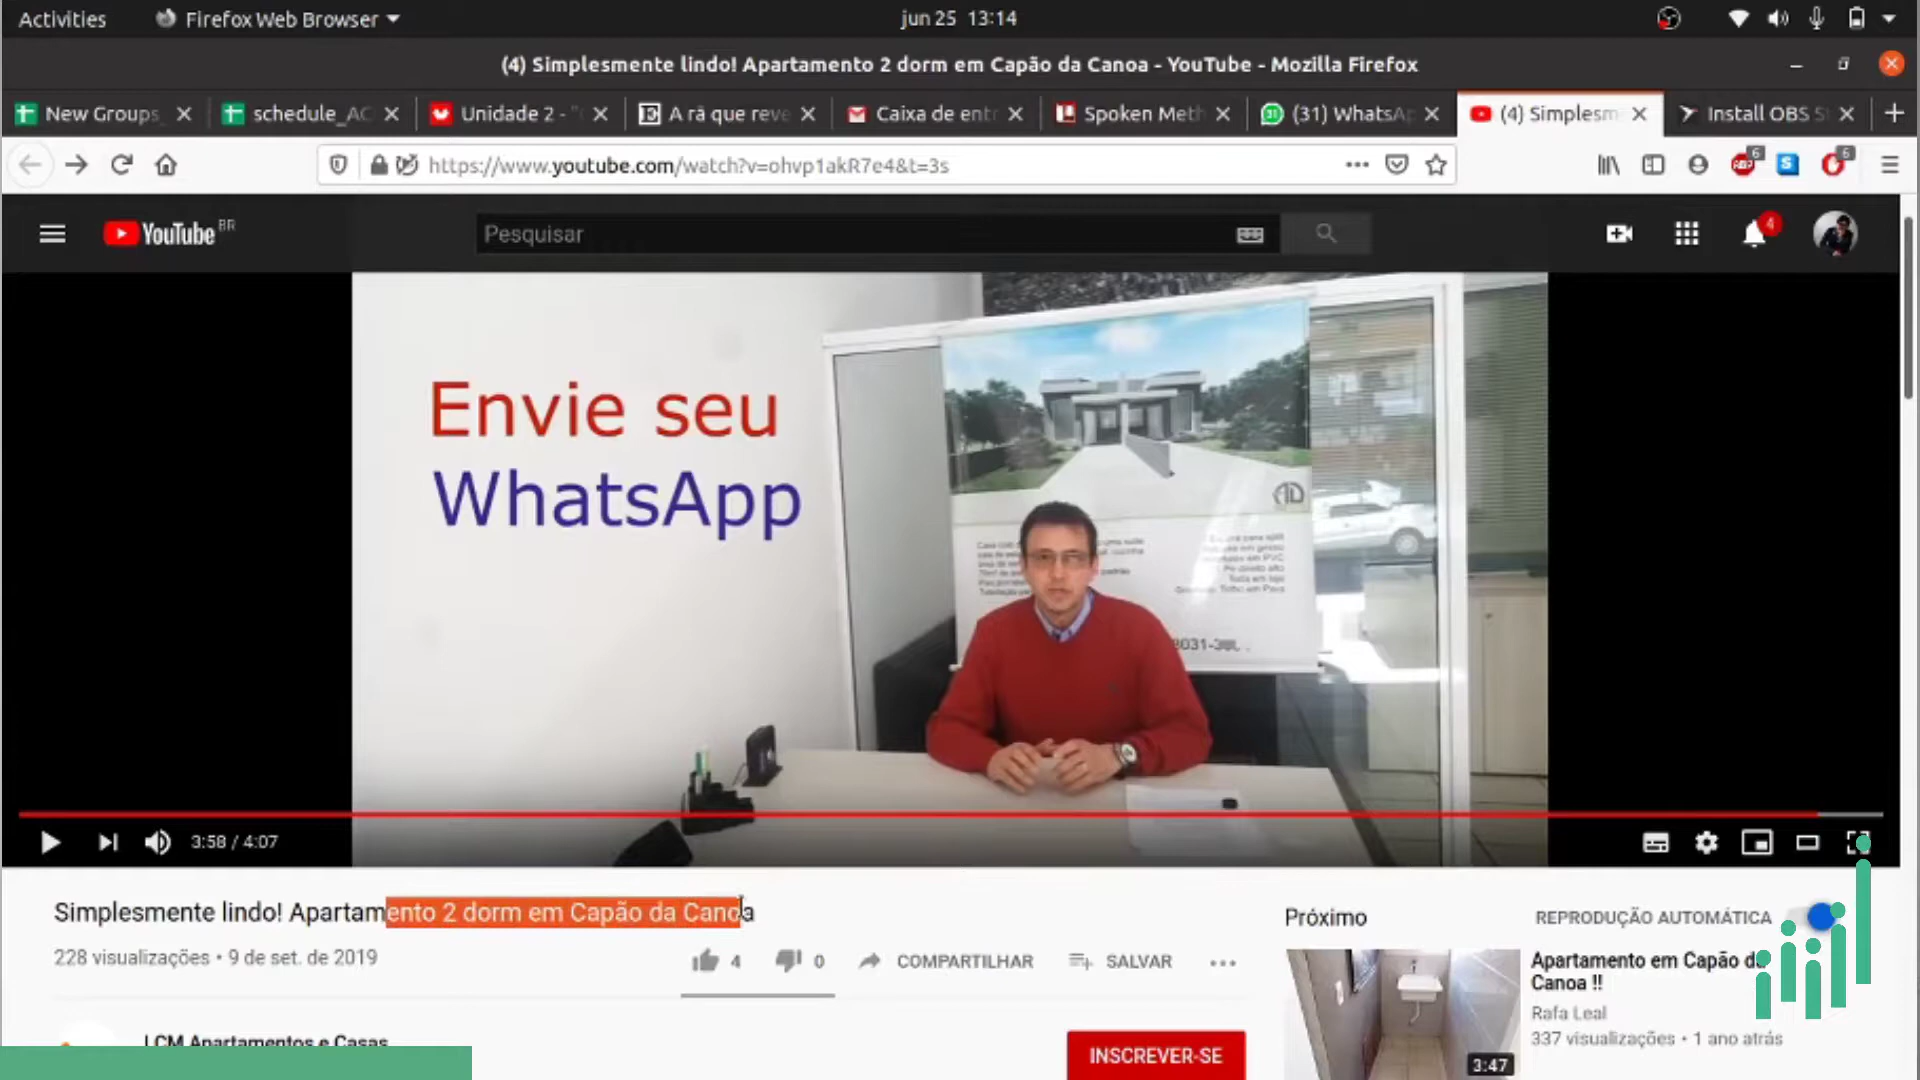 Activities
Firefox Web Browser
jun 25 13:14
(4) Simplesmente lindo! Apartamento 2 dorm em Capão da Canoa - YouTube - Mozilla Firefox
New Groups_
schedule_AC
Unidade 2 - "
A rã que reve
Caixa de entr
Spoken Meth
(31) WhatsAp
(4) Simplesm
Install OBS S
https://www.youtube.com/watch?v=ohvp1akR7e4&t=3s
6
6
YouTube BR
Pesquisar
4
Envie seu
WhatsApp
3:58 / 4:07
Simplesmente lindo! Apartamento 2 dorm em Capão da Canoa
228 visualizações • 9 de set. de 2019
4
0
COMPARTILHAR
SALVAR
LCM Apartamentos e Casas
INSCREVER-SE
Próximo
REPRODUÇÃO AUTOMÁTICA
Apartamento em Capão da
Canoa !!
Rafa Leal
337 visualizações • 1 ano atrás
3:47